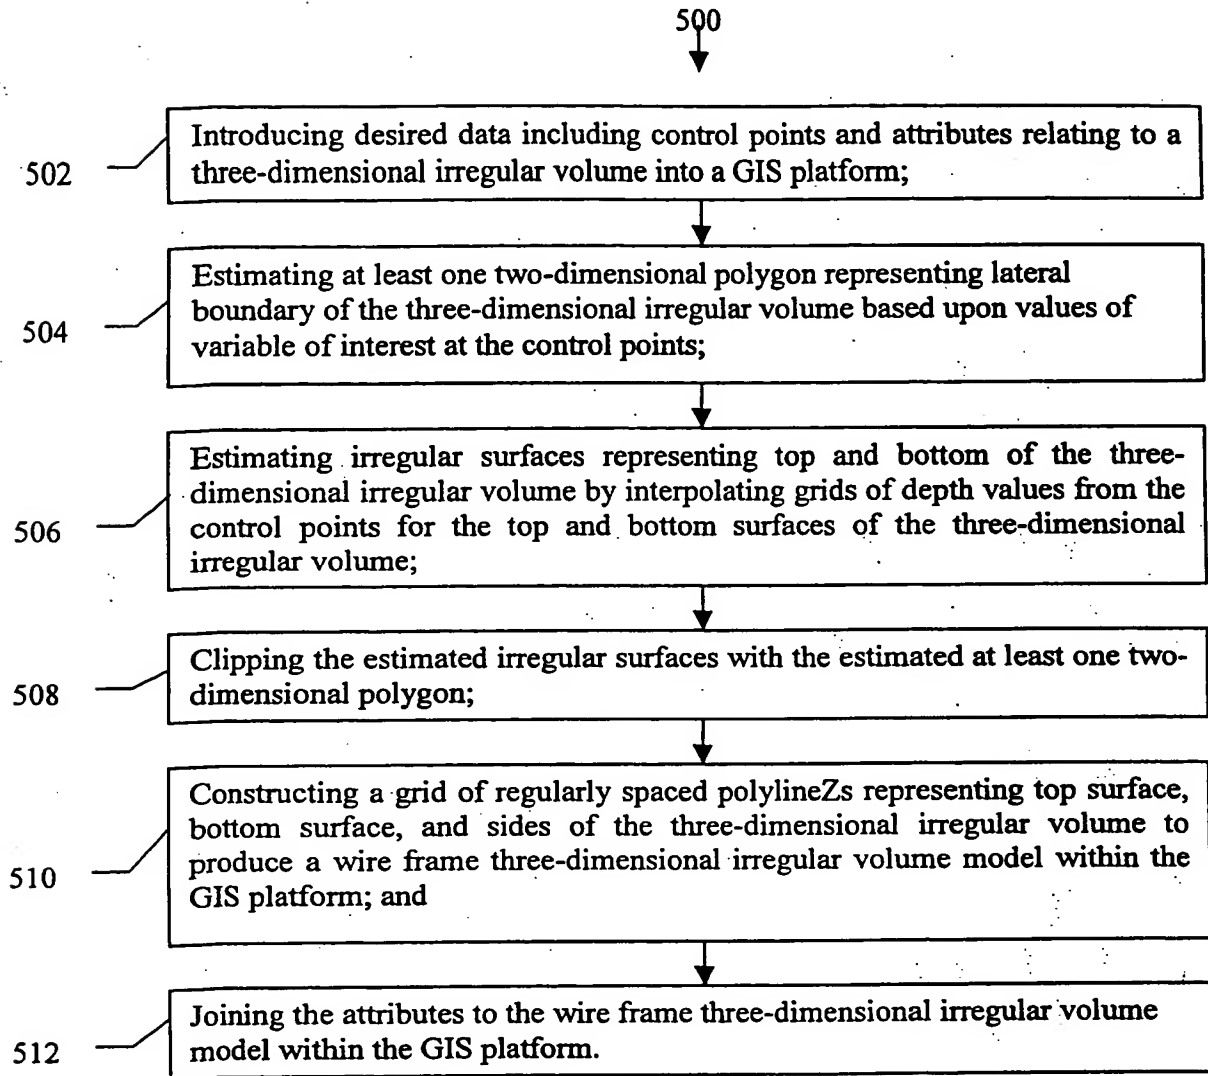 500
502
Introducing desired data including control points and attributes relating to a
three-dimensional irregular volume into a GIS platform;
504
Estimating at least one two-dimensional polygon representing lateral
boundary of the three-dimensional irregular volume based upon values of
variable of interest at the control points;
506
Estimating irregular surfaces representing top and bottom of the three-
dimensional irregular volume by interpolating grids of depth values from the
control points for the top and bottom surfaces of the three-dimensional
irregular volume;
508
Clipping the estimated irregular surfaces with the estimated at least one two-
dimensional polygon;
510
Constructing a grid of regularly spaced polylineZs representing top surface,
bottom surface, and sides of the three-dimensional irregular volume to
produce a wire frame three-dimensional irregular volume model within the
GIS platform; and
512
Joining the attributes to the wire frame three-dimensional irregular volume
model within the GIS platform.